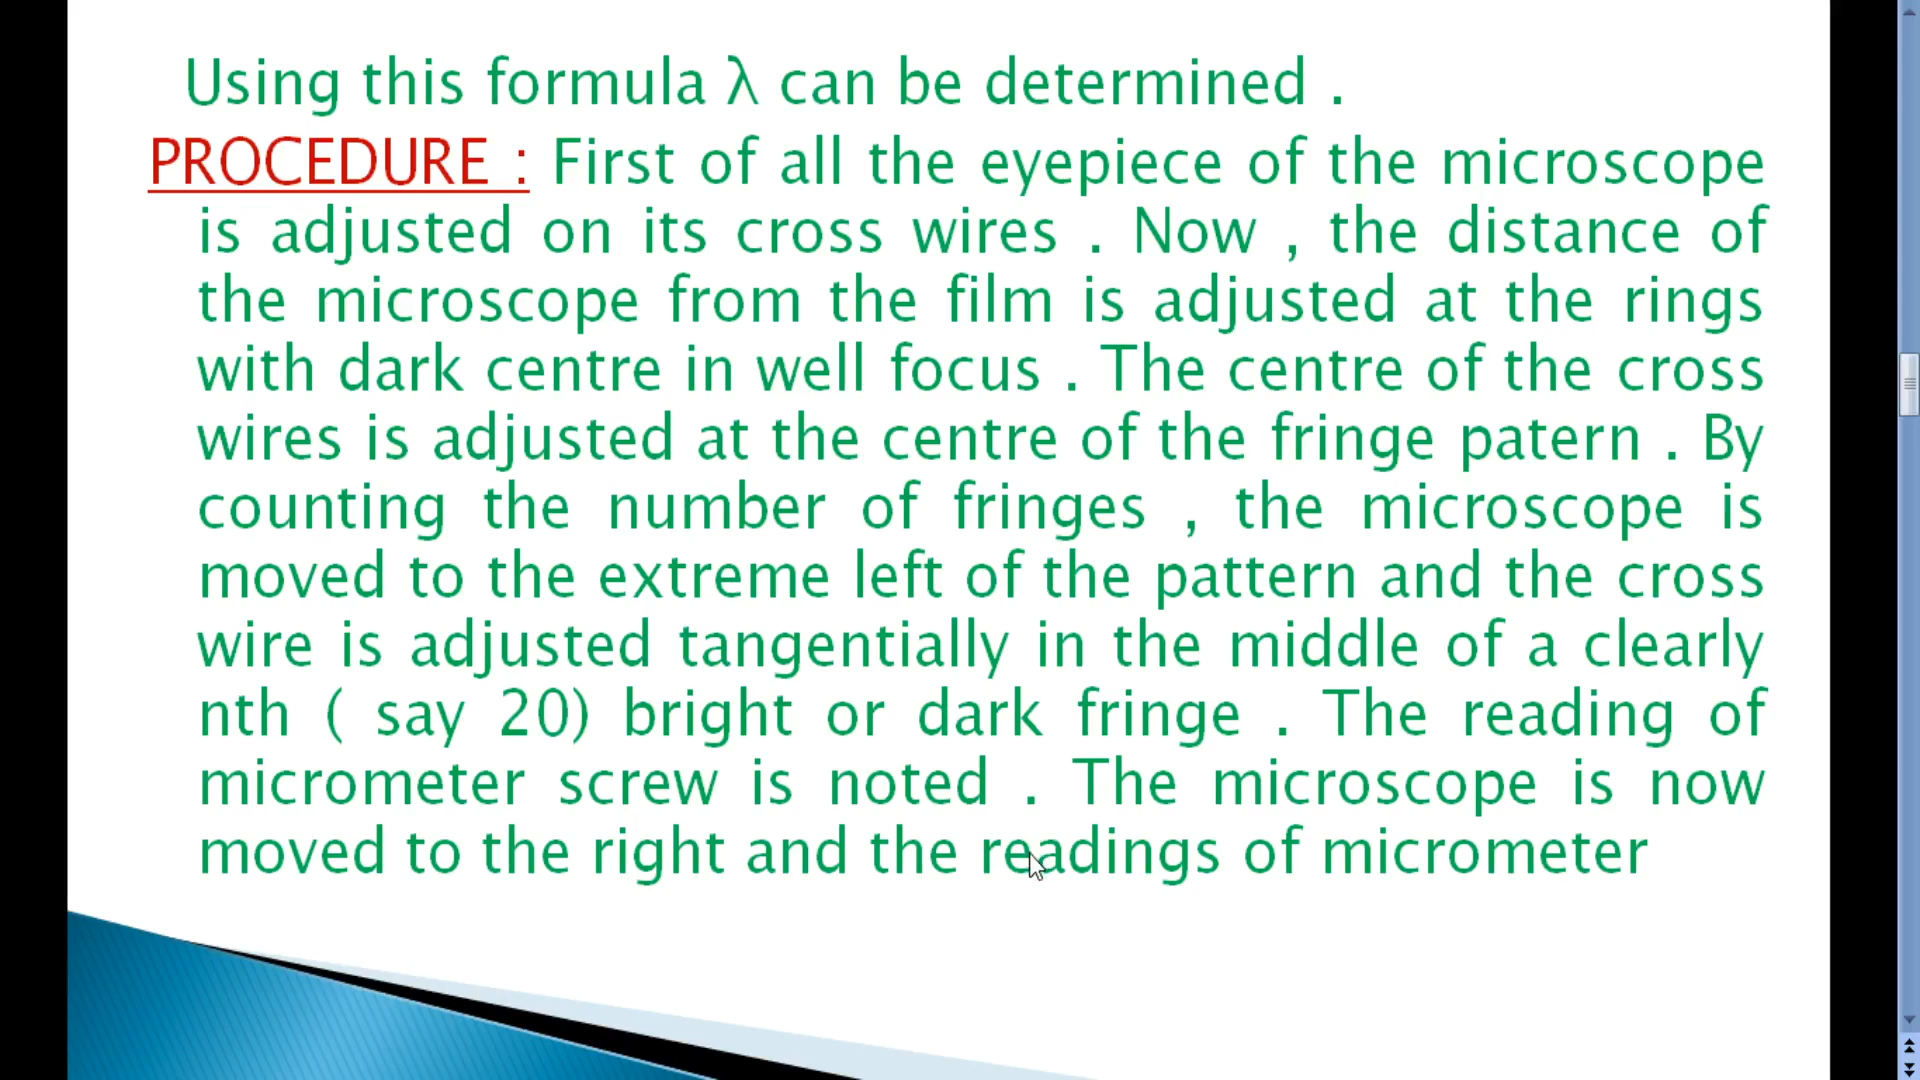 Using this formula λ can be determined .
PROCEDURE : First of all the eyepiece of the microscope
is adjusted on its cross wires . Now , the distance of
the microscope from the film is adjusted at the rings
with dark centre in well focus . The centre of the cross
wires is adjusted at the centre of the fringe patern . By
counting the number of fringes , the microscope is
moved to the extreme left of the pattern and the cross
wire is adjusted tangentially in the middle of a clearly
nth ( say 20) bright or dark fringe . The reading of
micrometer screw is noted . The microscope is now
moved to the right and the readings of micrometer